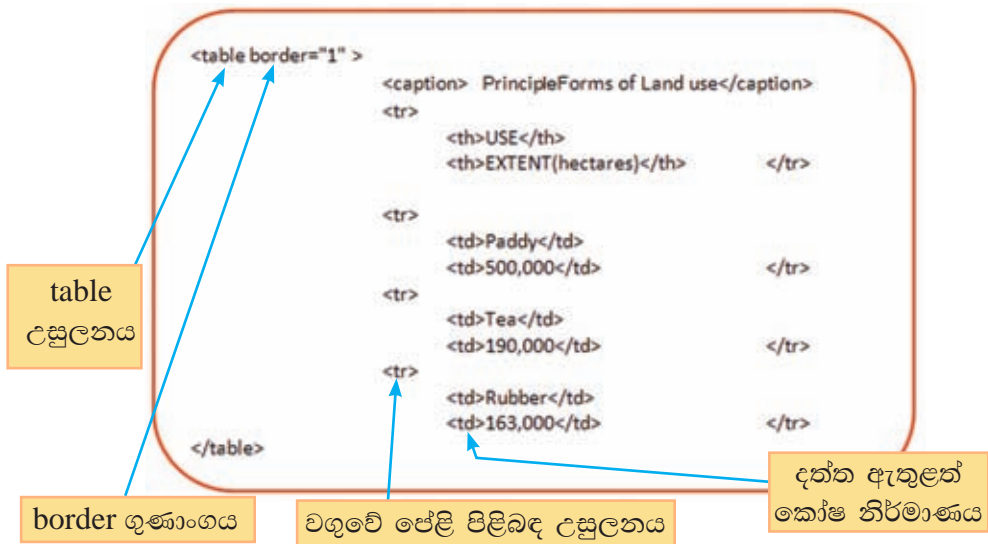 <table border="1" >
<caption> PrincipleForms of Land use</caption>
<tr>
<th>USE</th>
<th>EXTENT(hectares)</th> </tr>
<tr>
<td>Paddy</td>
<td>500,000</td> </tr>
<tr>
<td>Tea</td>
<td>190,000</td> </tr>
<tr>
<td>Rubber</td>
<td>163,000</td> </tr>
</table>
table
උසුලනය
border ගුණාංගය
වගුවේ පේළි පිළිබඳ උසුලනය
දත්ත ඇතුළත්
කෝෂ නිර්මාණය